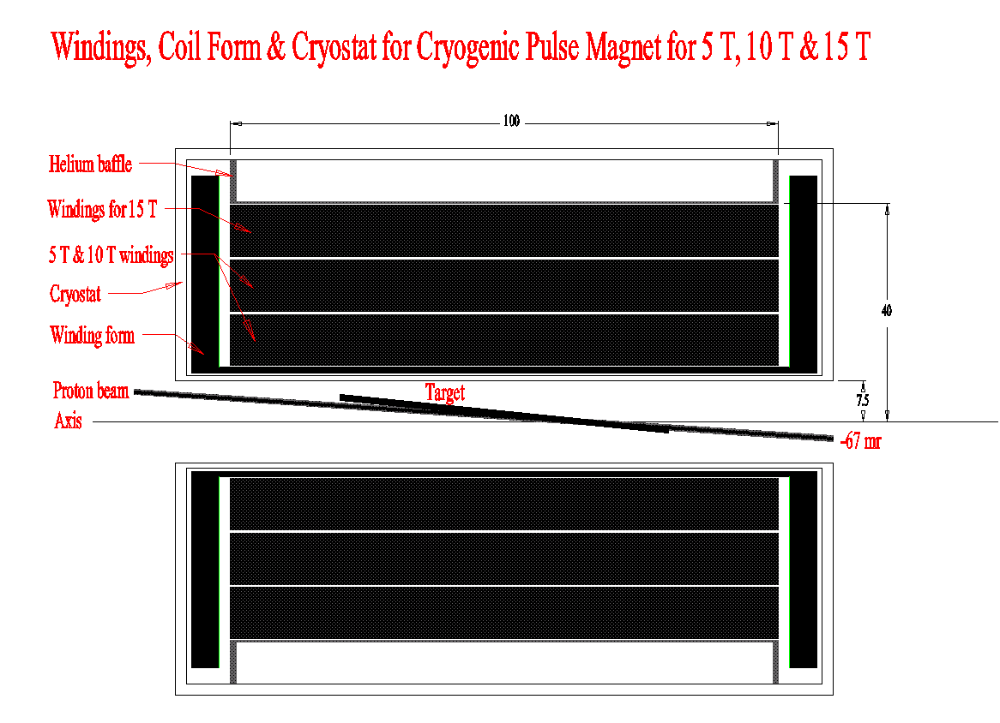 Windings, Coil Form & Cryostat for Cryogenic Pulse Magnet for 5 T, 10 T & 15 T
100
Helium baffle
Windings for 15 T
5 T & 10 T windings
Cryostat
40
Winding form
Proton beam
Target
7.5
Axis
-67 mr